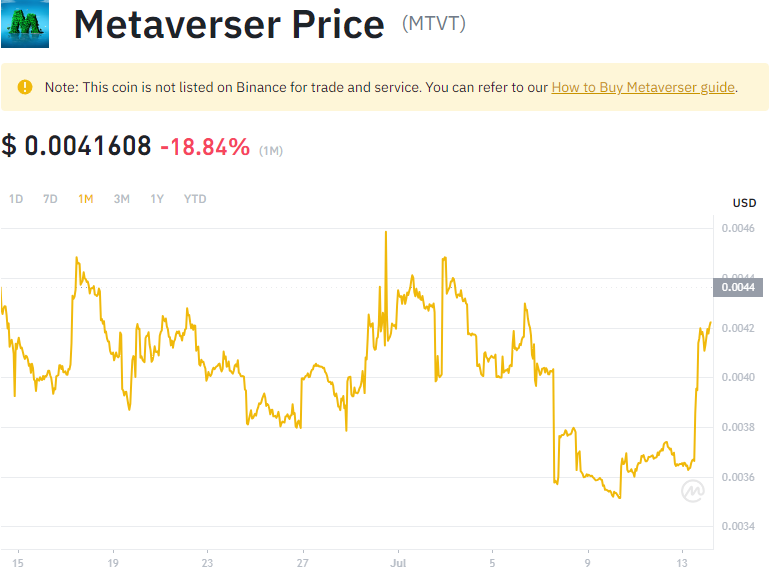 Metaverser Price (MTVT)
Note: This coin is not listed on Binance for trade and service. You can refer to our How to Buy Metaverser guide.
$ 0.0041608 -18.84% (1M)
1D 7D 1M 3M 1Y YTD
USD
0.0046
0.0044
0.0044
0.0042
0.0040
0.0038
0.0036
0.0034
15 19 23 27 Jul 5 9 13